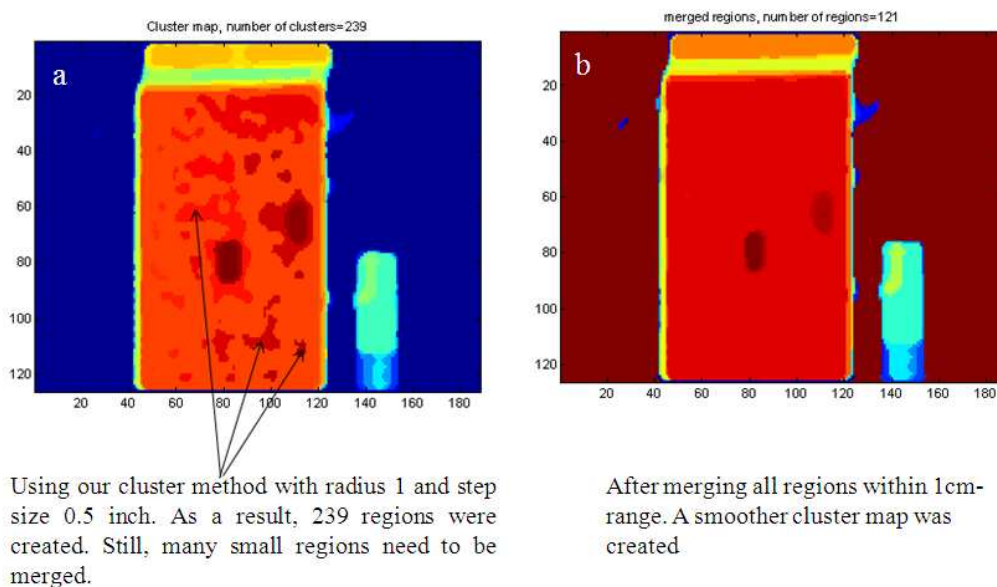 Cluster map, number of clusters=239
a
20
40
60
80
100
120
20 40 60 80 100 120 140 160 180
Using our cluster method with radius 1 and step
size 0.5 inch. As a result, 239 regions were
created. Still, many small regions need to be
merged.
merged regions, number of regions=121
b
20
40
60
80
100
120
20 40 60 80 100 120 140 160 180
After merging all regions within 1cm-
range. A smoother cluster map was
created